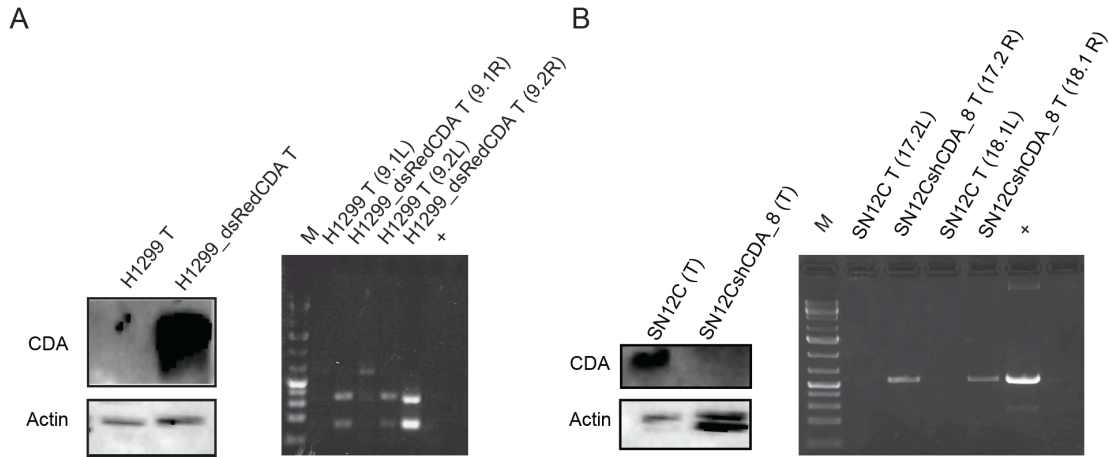 A
H1299 T
H1299_dsRedCDA T
CDA
Actin
M
H1299 T (9.1L)
H1299_dsRedCDA T (9.1R)
H1299 T (9.2L)
H1299_dsRedCDA T (9.2R)
+
B
SN12C (T)
SN12CshCDA_8 (T)
CDA
Actin
M
SN12C T (17.2L)
SN12CshCDA_8 T (17.2 R)
SN12C T (18.1L)
SN12CshCDA_8 T (18.1 R)
+